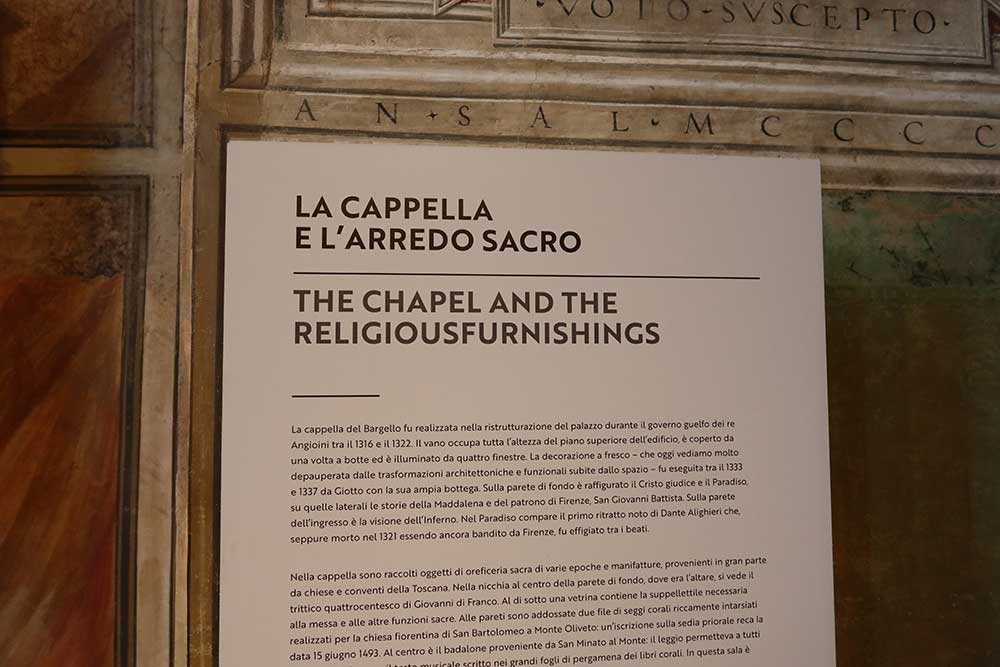 · VOTO · SVSCEPTO ·
AN · SAL · MCCCC
LA CAPPELLA
E L'ARREDO SACRO
THE CHAPEL AND THE
RELIGIOUSFURNISHINGS
La cappella del Bargello fu realizzata nella ristrutturazione del palazzo durante il governo guelfo dei re
Angioini tra il 1316 e il 1322. Il vano occupa tutta l'altezza del piano superiore dell'edificio, è coperto da
una volta a botte ed è illuminato da quattro finestre. La decorazione a fresco – che oggi vediamo molto
depauperata dalle trasformazioni architettoniche e funzionali subite dallo spazio – fu eseguita tra il 1333
e 1337 da Giotto con la sua ampia bottega. Sulla parete di fondo è raffigurato il Cristo giudice e il Paradiso,
su quelle laterali le storie della Maddalena e del patrono di Firenze, San Giovanni Battista. Sulla parete
dell'ingresso è la visione dell'Inferno. Nel Paradiso compare il primo ritratto noto di Dante Alighieri che,
seppure morto nel 1321 essendo ancora bandito da Firenze, fu effigiato tra i beati.
Nella cappella sono raccolti oggetti di oreficeria sacra di varie epoche e manifatture, provenienti in gran parte
da chiese e conventi della Toscana. Nella nicchia al centro della parete di fondo, dove era l'altare, si vede il
trittico quattrocentesco di Giovanni di Franco. Al di sotto una vetrina contiene la suppellettile necessaria
alla messa e alle altre funzioni sacre. Alle pareti sono addossate due file di seggi corali riccamente intarsiati
realizzati per la chiesa fiorentina di San Bartolomeo a Monte Oliveto: un'iscrizione sulla sedia priorale reca la
data 15 giugno 1493. Al centro è il badalone proveniente da San Minato al Monte: il leggio permetteva a tutti
il testo musicale scritto nei grandi fogli di pergamena dei libri corali. In questa sala è